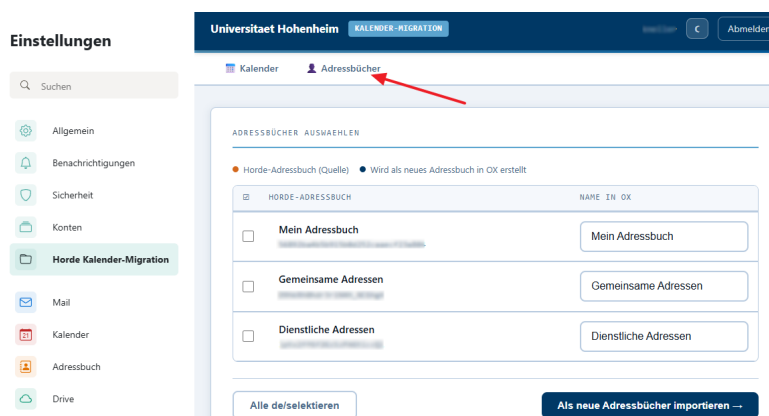 Einstellungen
Suchen
Allgemein
Benachrichtigungen
Sicherheit
Konten
Horde Kalender-Migration
Mail
21 Kalender
Adressbuch
Drive
Universitaet Hohenheim KALENDER-MIGRATION C Abmelden
Kalender Adressbücher
ADRESSBÜCHER AUSWAEHLEN
Horde-Adressbuch (Quelle) Wird als neues Adressbuch in OX erstellt
HORDE-ADRESSBUCH NAME IN OX
Mein Adressbuch Mein Adressbuch
Gemeinsame Adressen Gemeinsame Adressen
Dienstliche Adressen Dienstliche Adressen
Alle de/selektieren Als neue Adressbücher importieren →